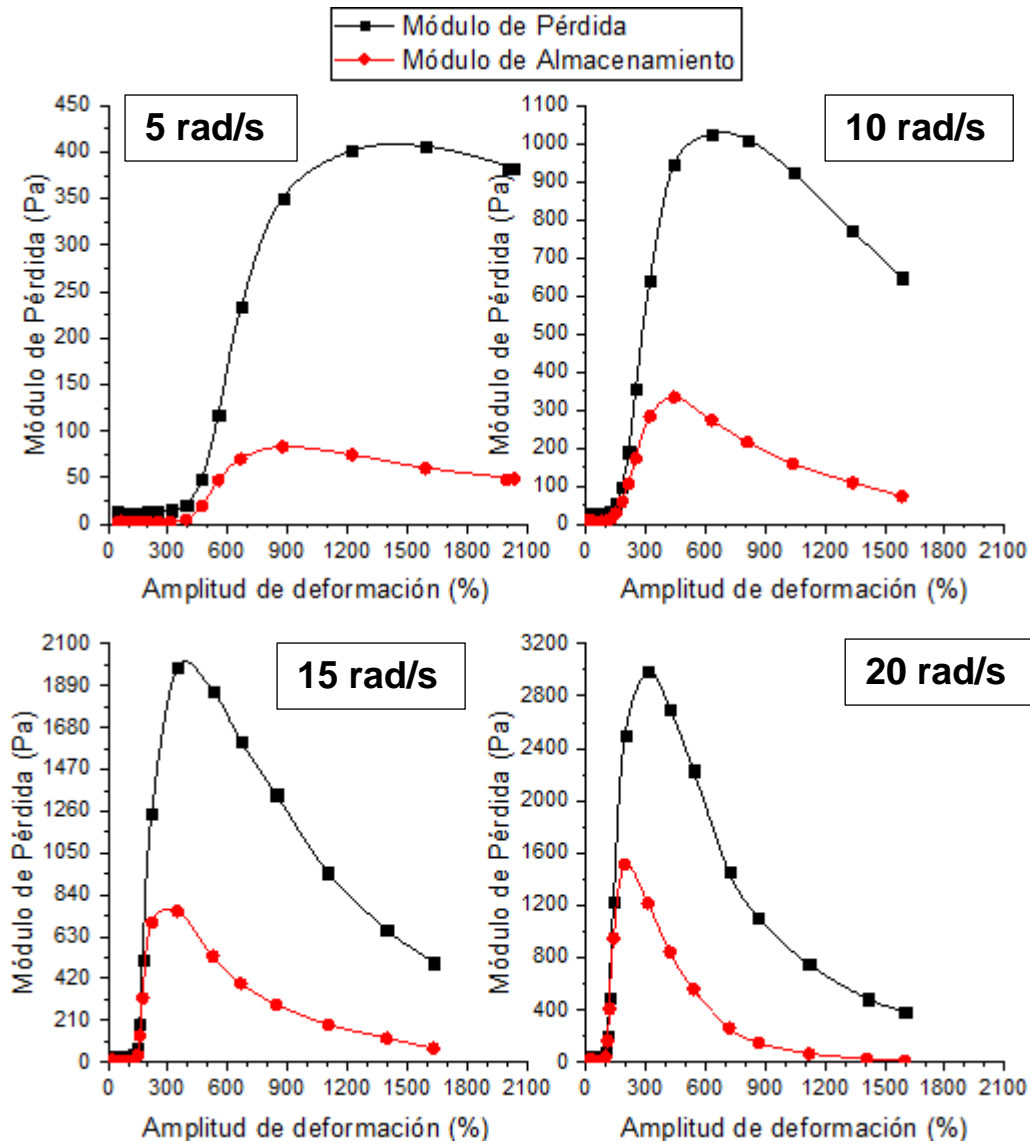 Módulo de Pérdida
Módulo de Almacenamiento
5 rad/s
Módulo de Pérdida (Pa)
450
400
350
300
250
200
150
100
50
0
0 300 600 900 1200 1500 1800 2100
Amplitud de deformación (%)
10 rad/s
Módulo de Pérdida (Pa)
1100
1000
900
800
700
600
500
400
300
200
100
0
0 300 600 900 1200 1500 1800 2100
Amplitud de deformación (%)
15 rad/s
Módulo de Pérdida (Pa)
2100
1890
1680
1470
1260
1050
840
630
420
210
0
0 300 600 900 1200 1500 1800 2100
Amplitud de deformación (%)
20 rad/s
Módulo de Pérdida (Pa)
3200
2800
2400
2000
1600
1200
800
400
0
0 300 600 900 1200 1500 1800 2100
Amplitud de deformación (%)